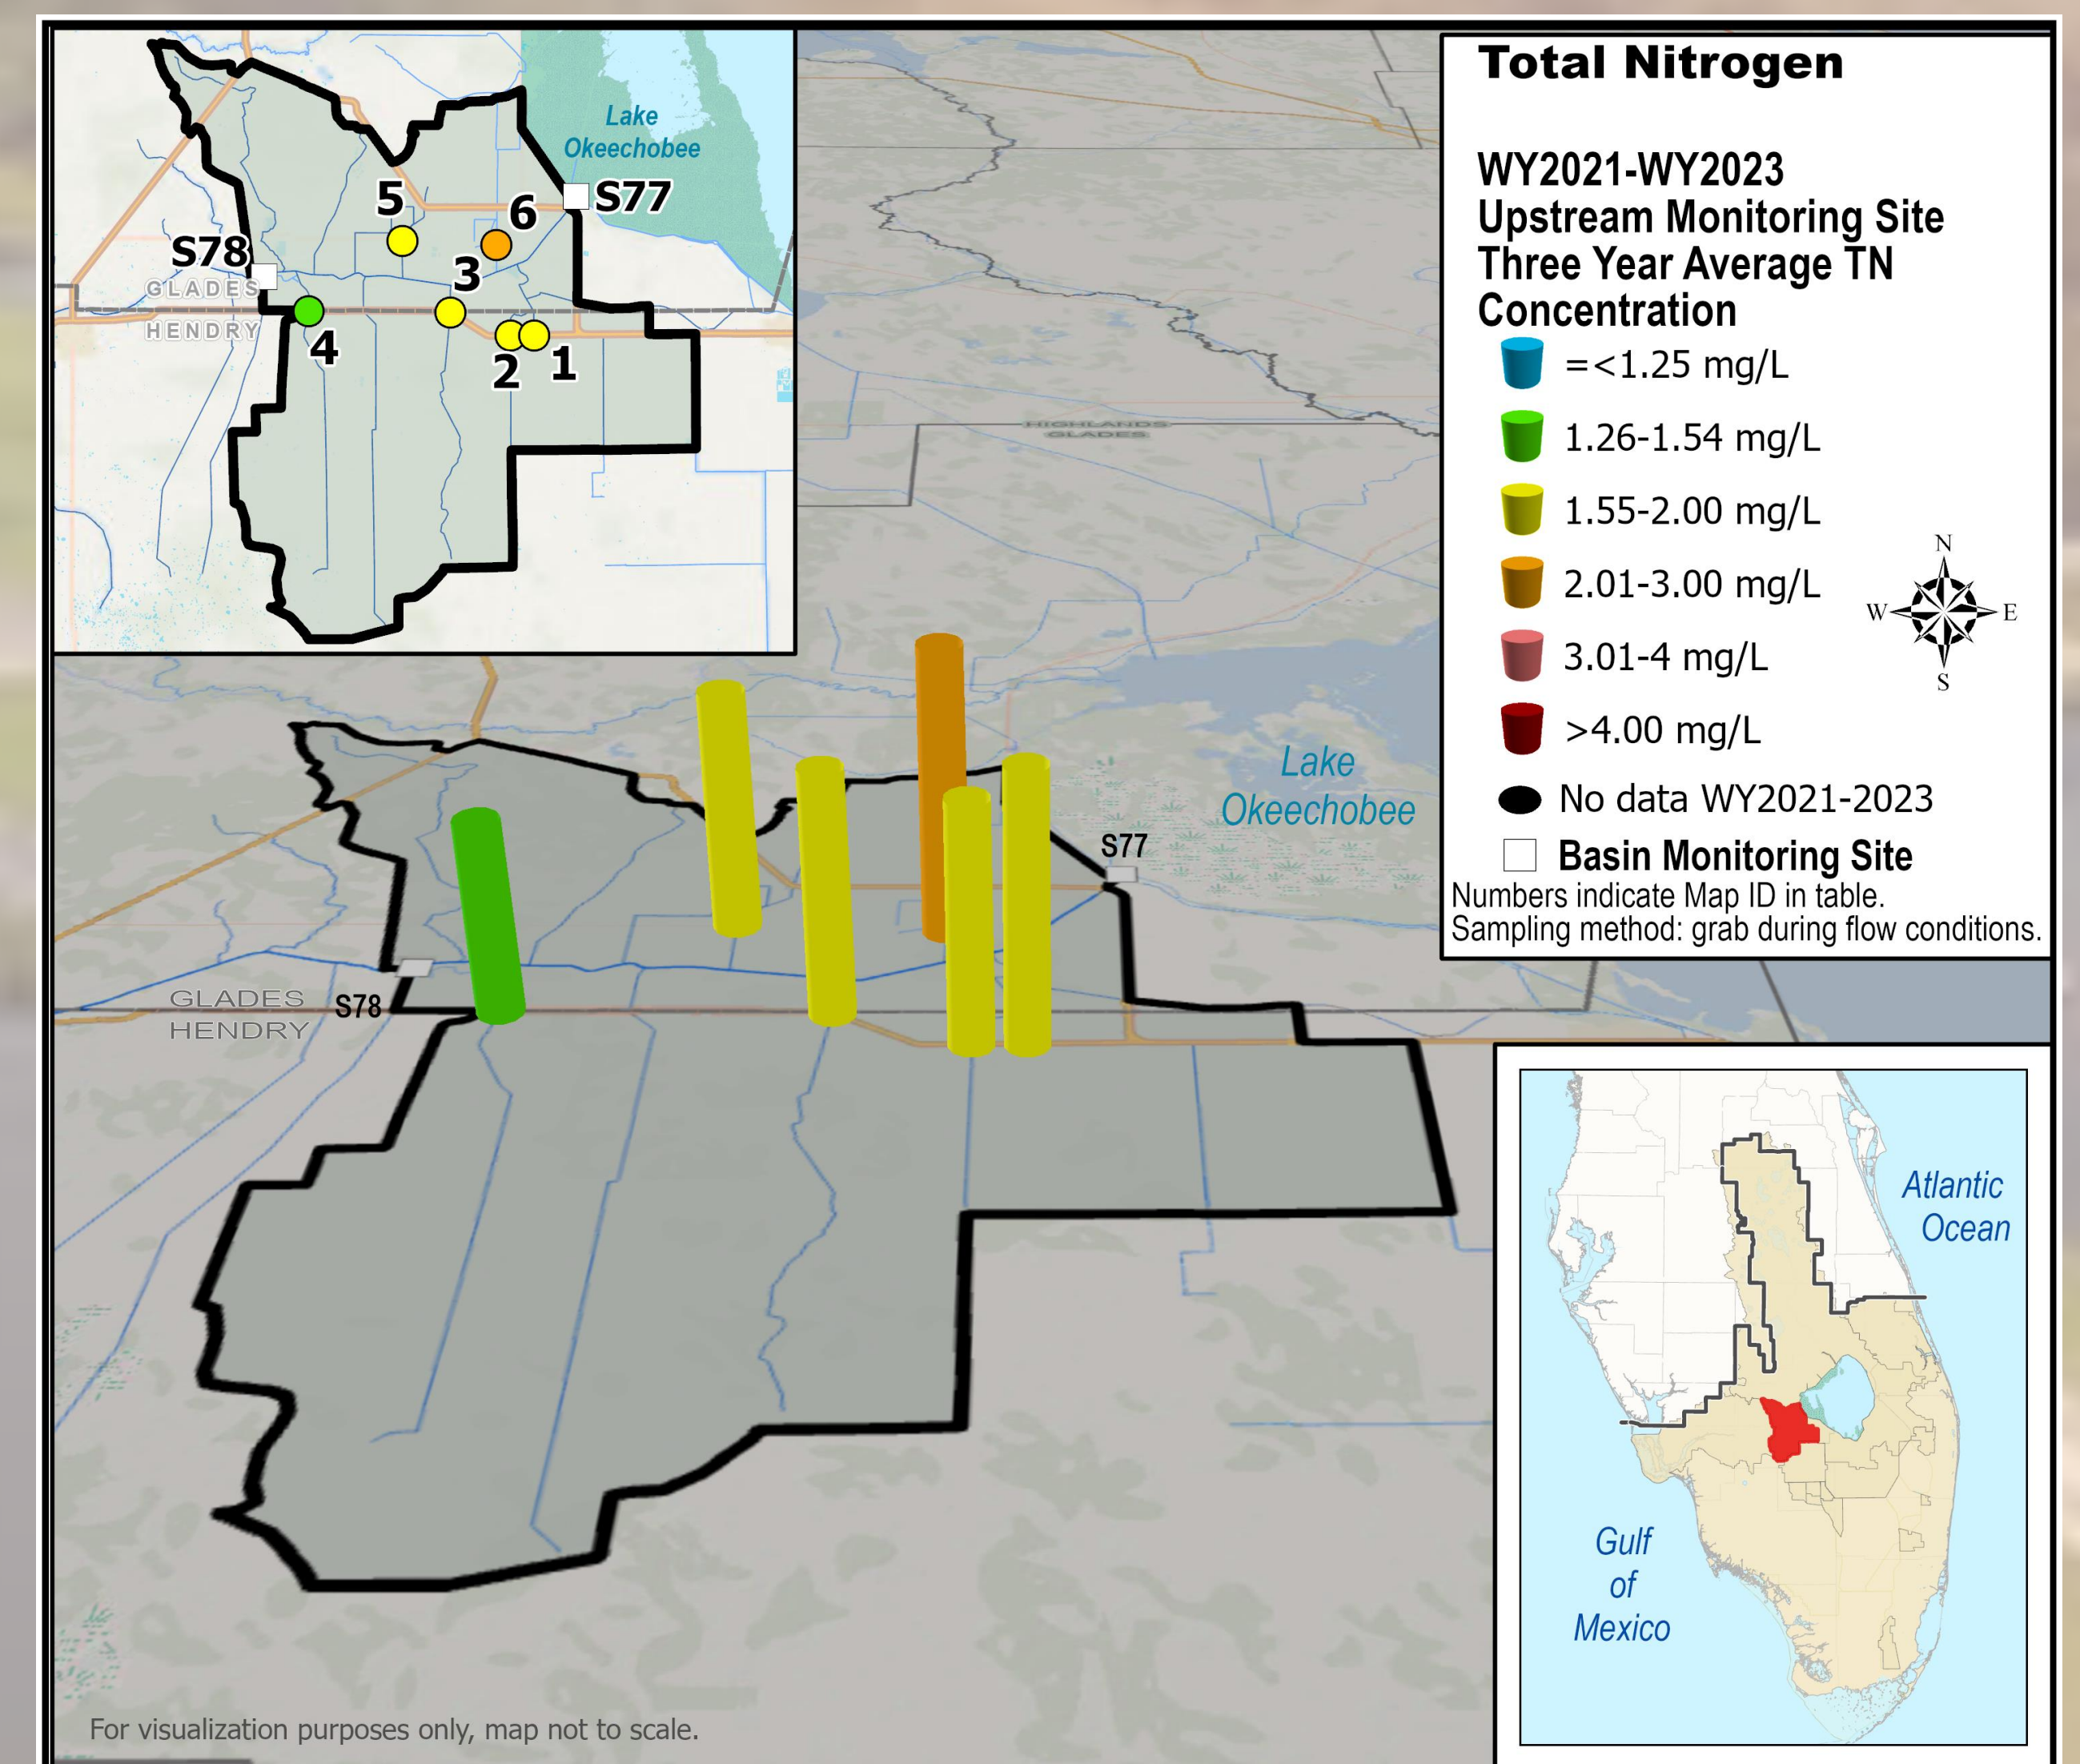 Lake
Okeechobee
5
6
S77
S78
3
GLADES
HENDRY
4
2
1
Total Nitrogen
WY2021-WY2023
Upstream Monitoring Site
Three Year Average TN
Concentration
=<1.25 mg/L
1.26-1.54 mg/L
1.55-2.00 mg/L
2.01-3.00 mg/L
3.01-4 mg/L
>4.00 mg/L
No data WY2021-2023
Basin Monitoring Site
Numbers indicate Map ID in table.
Sampling method: grab during flow conditions.
N
W
E
S
HIGHLANDS
GLADES
Lake
Okeechobee
S77
GLADES
HENDRY
S78
Atlantic
Ocean
Gulf
of
Mexico
For visualization purposes only, map not to scale.